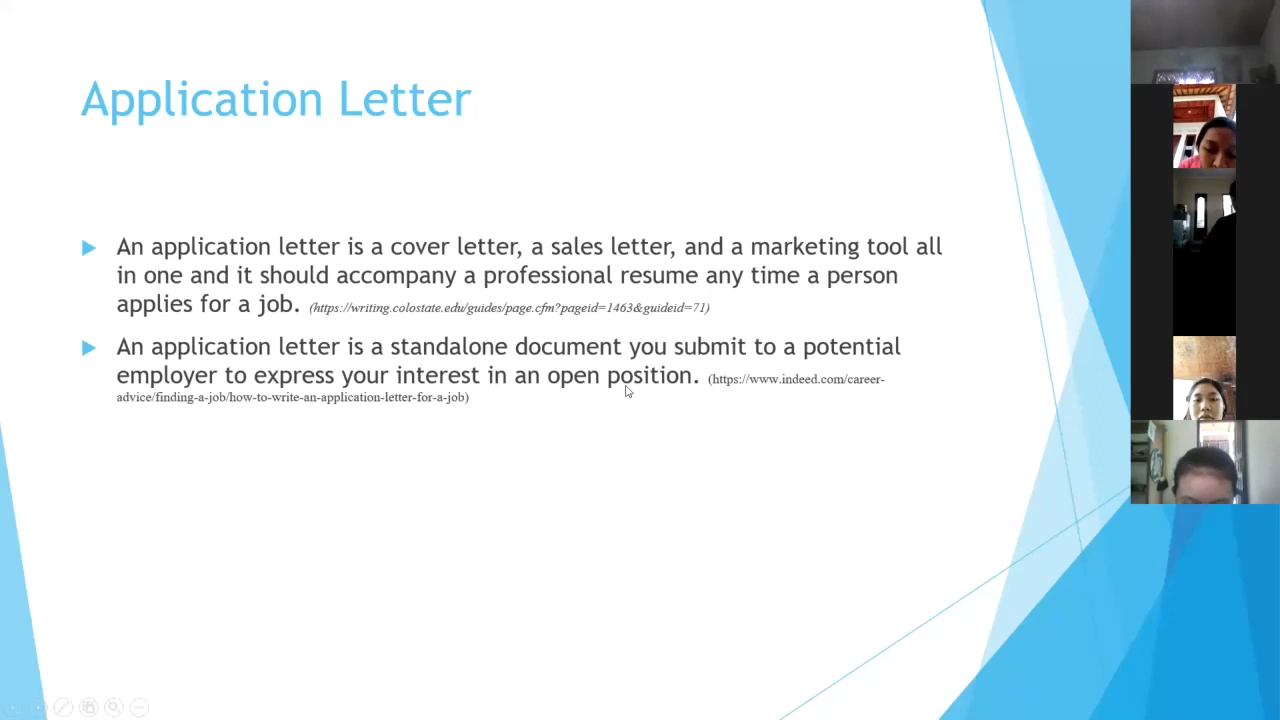 Application Letter
An application letter is a cover letter, a sales letter, and a marketing tool all
in one and it should accompany a professional resume any time a person
applies for a job. (https://writing.colostate.edu/guides/page.cfm?pageid=1463&guideid=71)
An application letter is a standalone document you submit to a potential
employer to express your interest in an open position. (https://www.indeed.com/career-
advice/finding-a-job/how-to-write-an-application-letter-for-a-job)